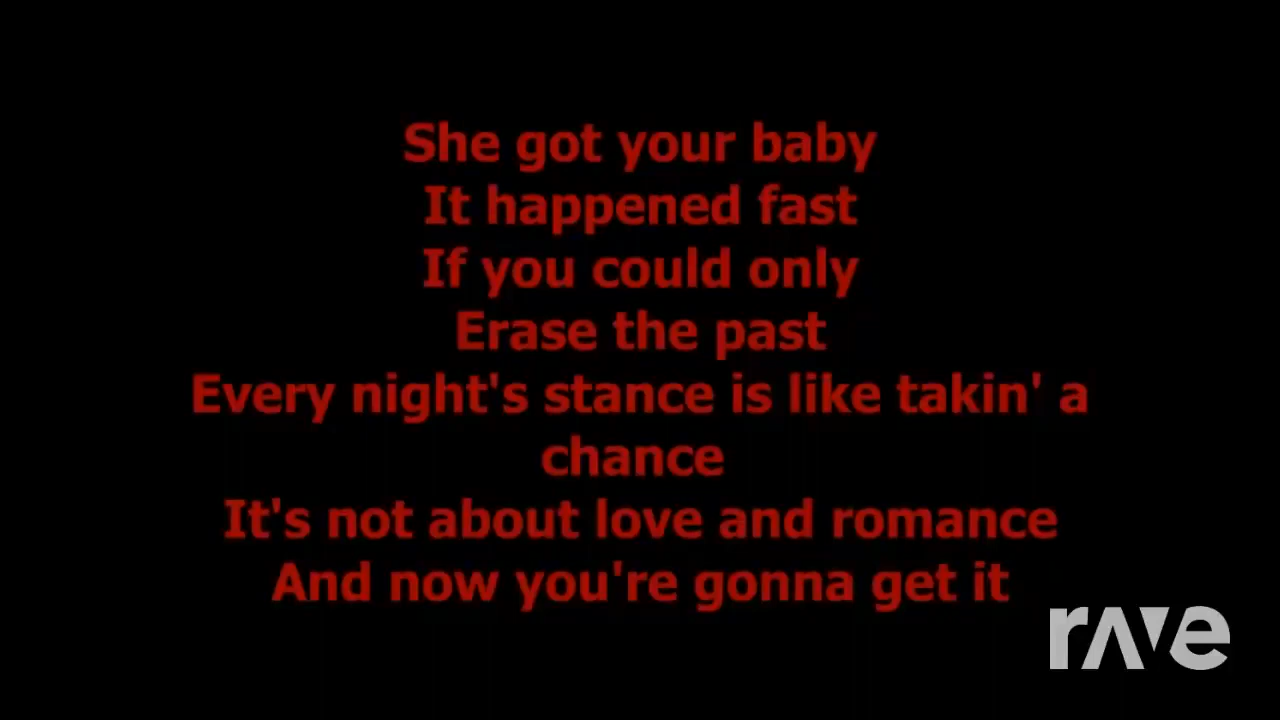 She got your baby
It happened fast
If you could only
Erase the past
Every night's stance is like takin' a
chance
It's not about love and romance
And now you're gonna get it
rave